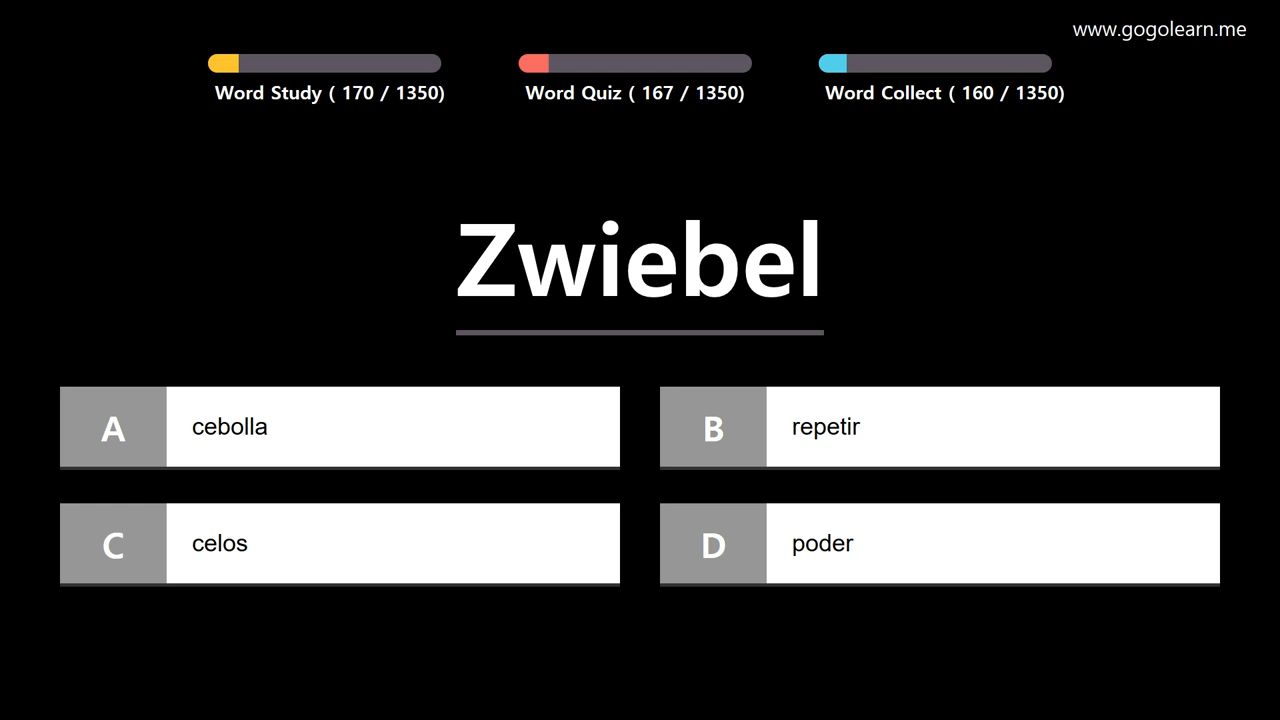 www.gogolearn.me
Word Study ( 170 / 1350)
Word Quiz ( 167 / 1350)
Word Collect ( 160 / 1350)
Zwiebel
A
cebolla
B
repetir
C
celos
D
poder